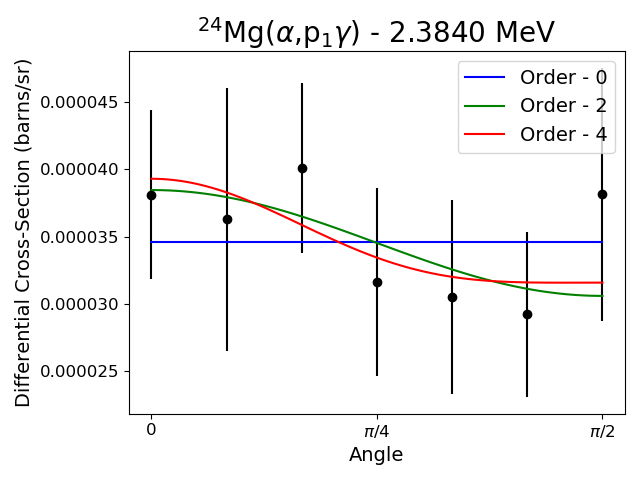 ²⁴Mg(α,p₁γ) - 2.3840 MeV
Order - 0
Order - 2
Order - 4
Differential Cross-Section (barns/sr)
0.000045
0.000040
0.000035
0.000030
0.000025
0 π/4 π/2
Angle